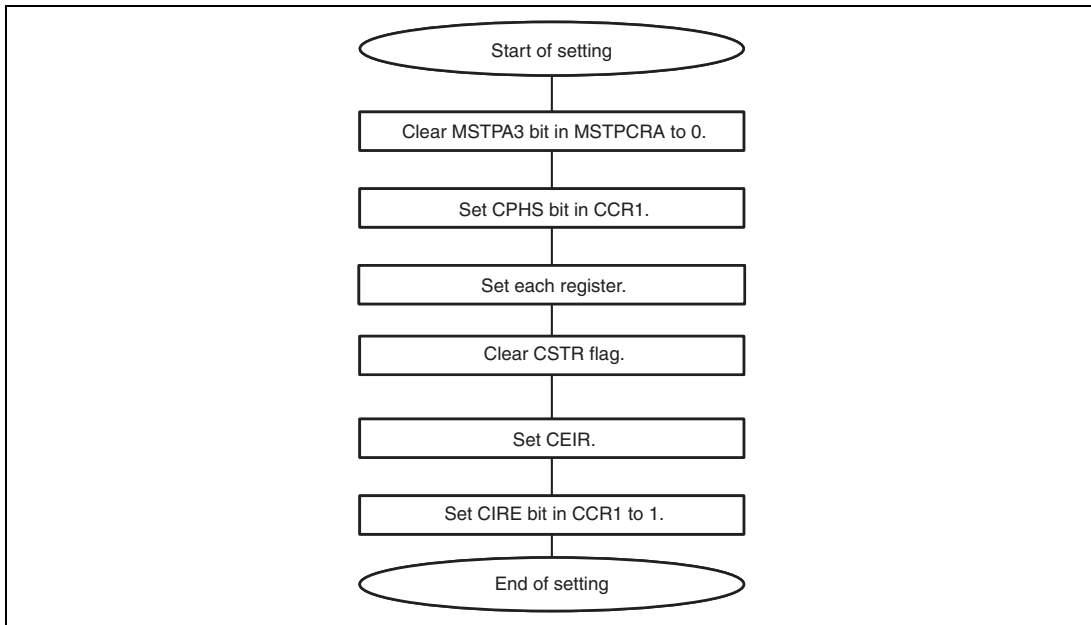 Start of setting
Clear MSTPA3 bit in MSTPCRA to 0.
Set CPHS bit in CCR1.
Set each register.
Clear CSTR flag.
Set CEIR.
Set CIRE bit in CCR1 to 1.
End of setting